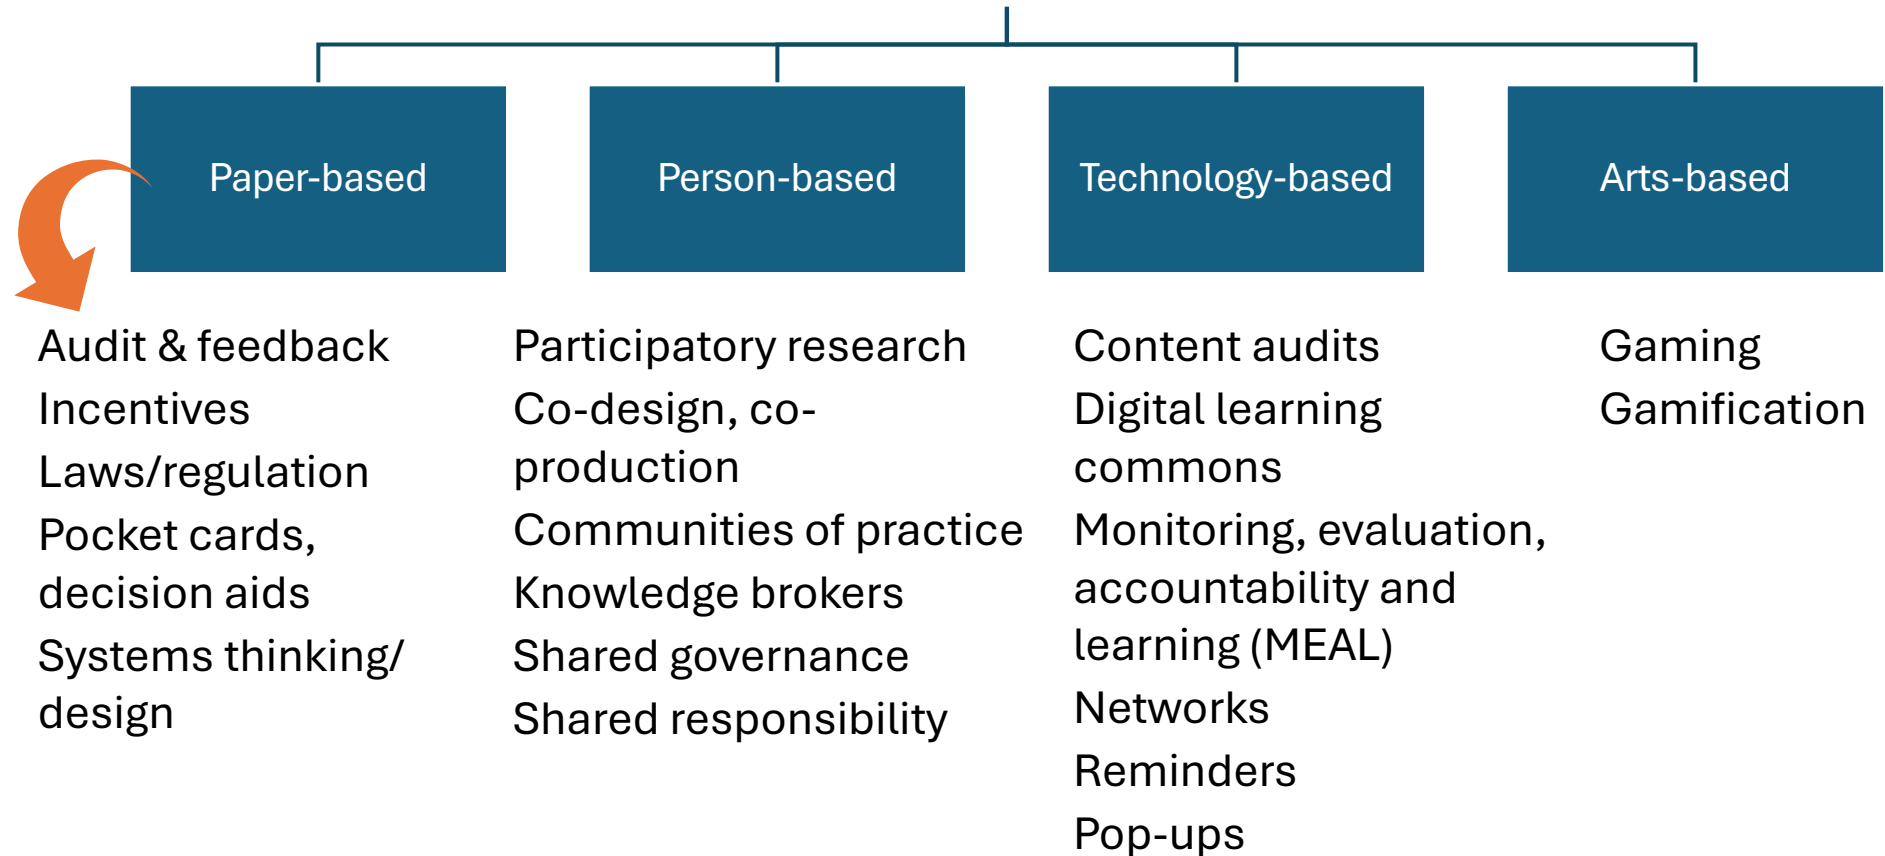 Paper-based
Person-based
Technology-based
Arts-based
Audit & feedback
Incentives
Laws/regulation
Pocket cards,
decision aids
Systems thinking/
design
Participatory research
Co-design, co-
production
Communities of practice
Knowledge brokers
Shared governance
Shared responsibility
Content audits
Digital learning
commons
Monitoring, evaluation,
accountability and
learning (MEAL)
Networks
Reminders
Pop-ups
Gaming
Gamification